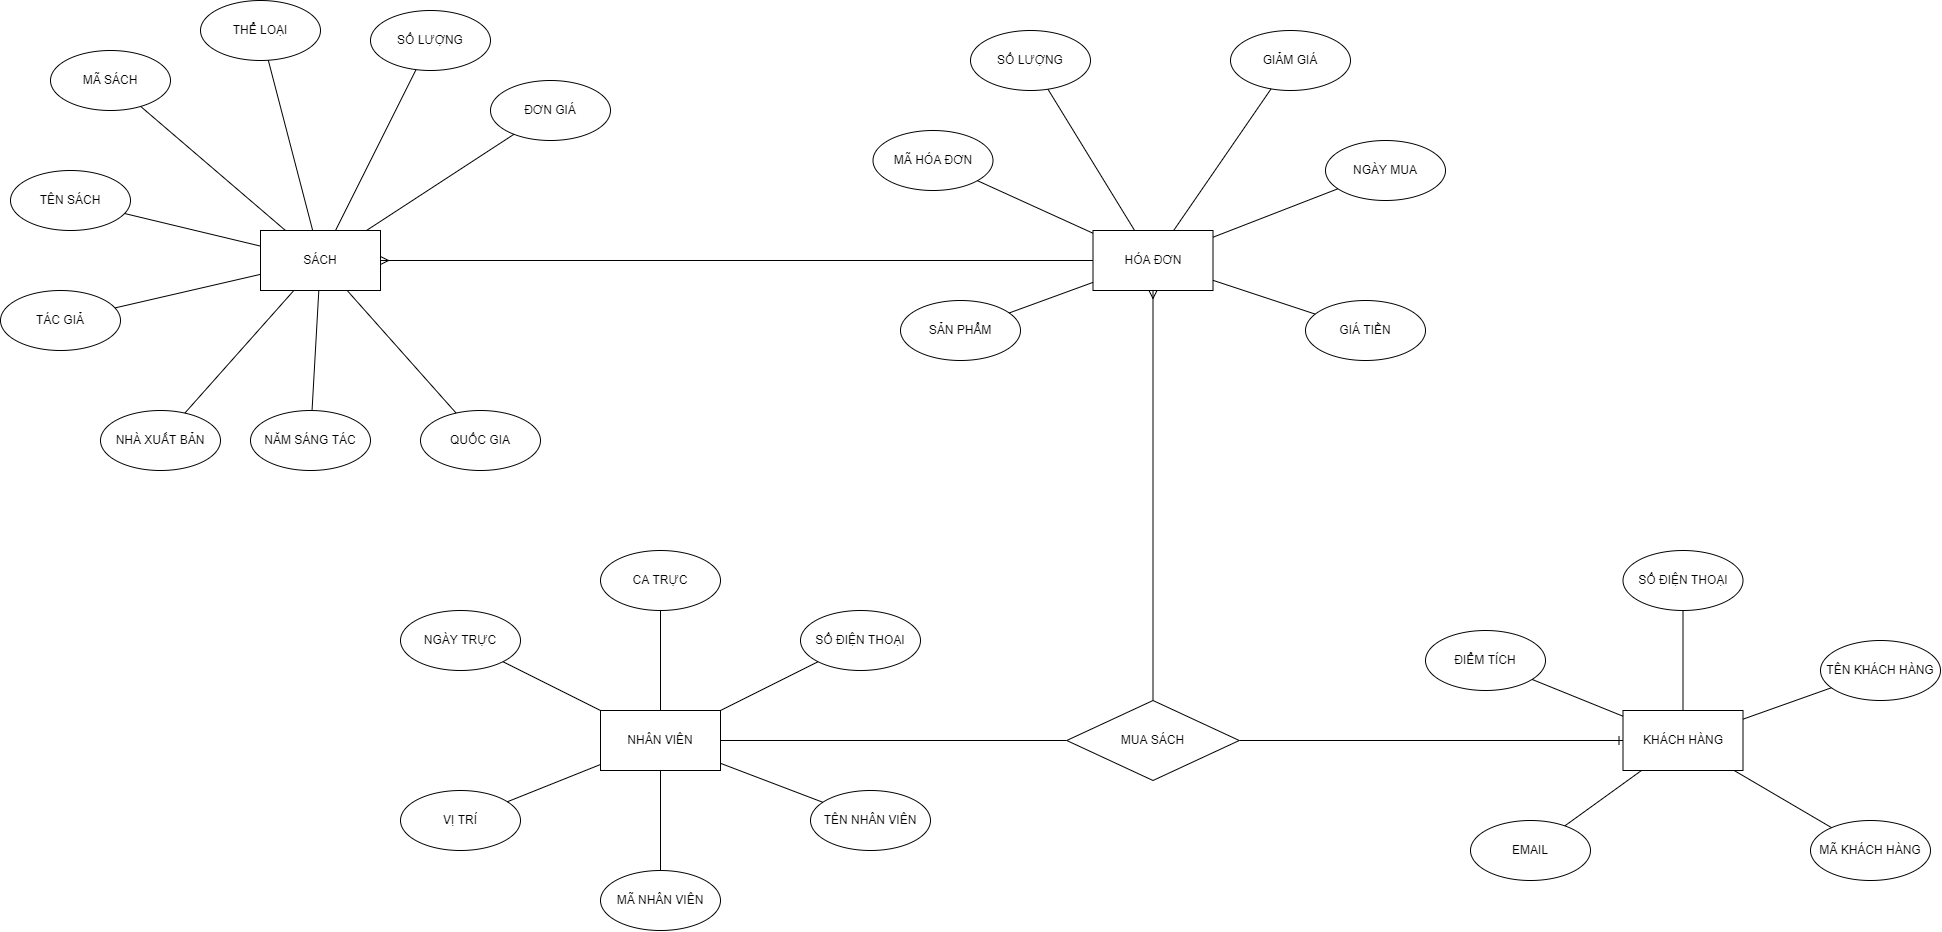 THỂ LOẠI
SỐ LƯỢNG
MÃ SÁCH
ĐƠN GIÁ
TÊN SÁCH
SÁCH
TÁC GIẢ
NHÀ XUẤT BẢN
NĂM SÁNG TÁC
QUỐC GIA
SỐ LƯỢNG
GIẢM GIÁ
MÃ HÓA ĐƠN
NGÀY MUA
HÓA ĐƠN
SẢN PHẨM
GIÁ TIỀN
CA TRỰC
NGÀY TRỰC
SỐ ĐIỆN THOẠI
NHÂN VIÊN
VỊ TRÍ
TÊN NHÂN VIÊN
MÃ NHÂN VIÊN
MUA SÁCH
SỐ ĐIỆN THOẠI
ĐIỂM TÍCH
TÊN KHÁCH HÀNG
KHÁCH HÀNG
EMAIL
MÃ KHÁCH HÀNG